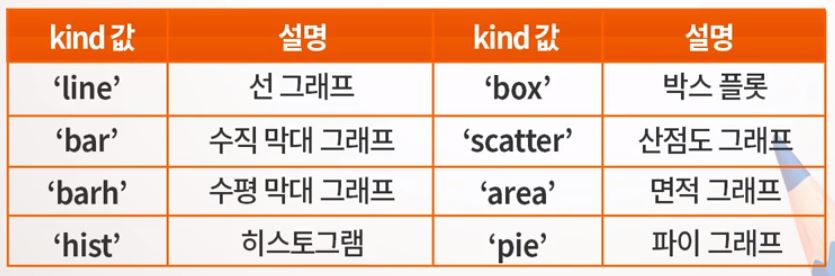 kind 값 설명 kind 값 설명
‘line’ 선 그래프 ‘box’ 박스 플롯
‘bar’ 수직 막대 그래프 ‘scatter’ 산점도 그래프
‘barh’ 수평 막대 그래프 ‘area’ 면적 그래프
‘hist’ 히스토그램 ‘pie’ 파이 그래프